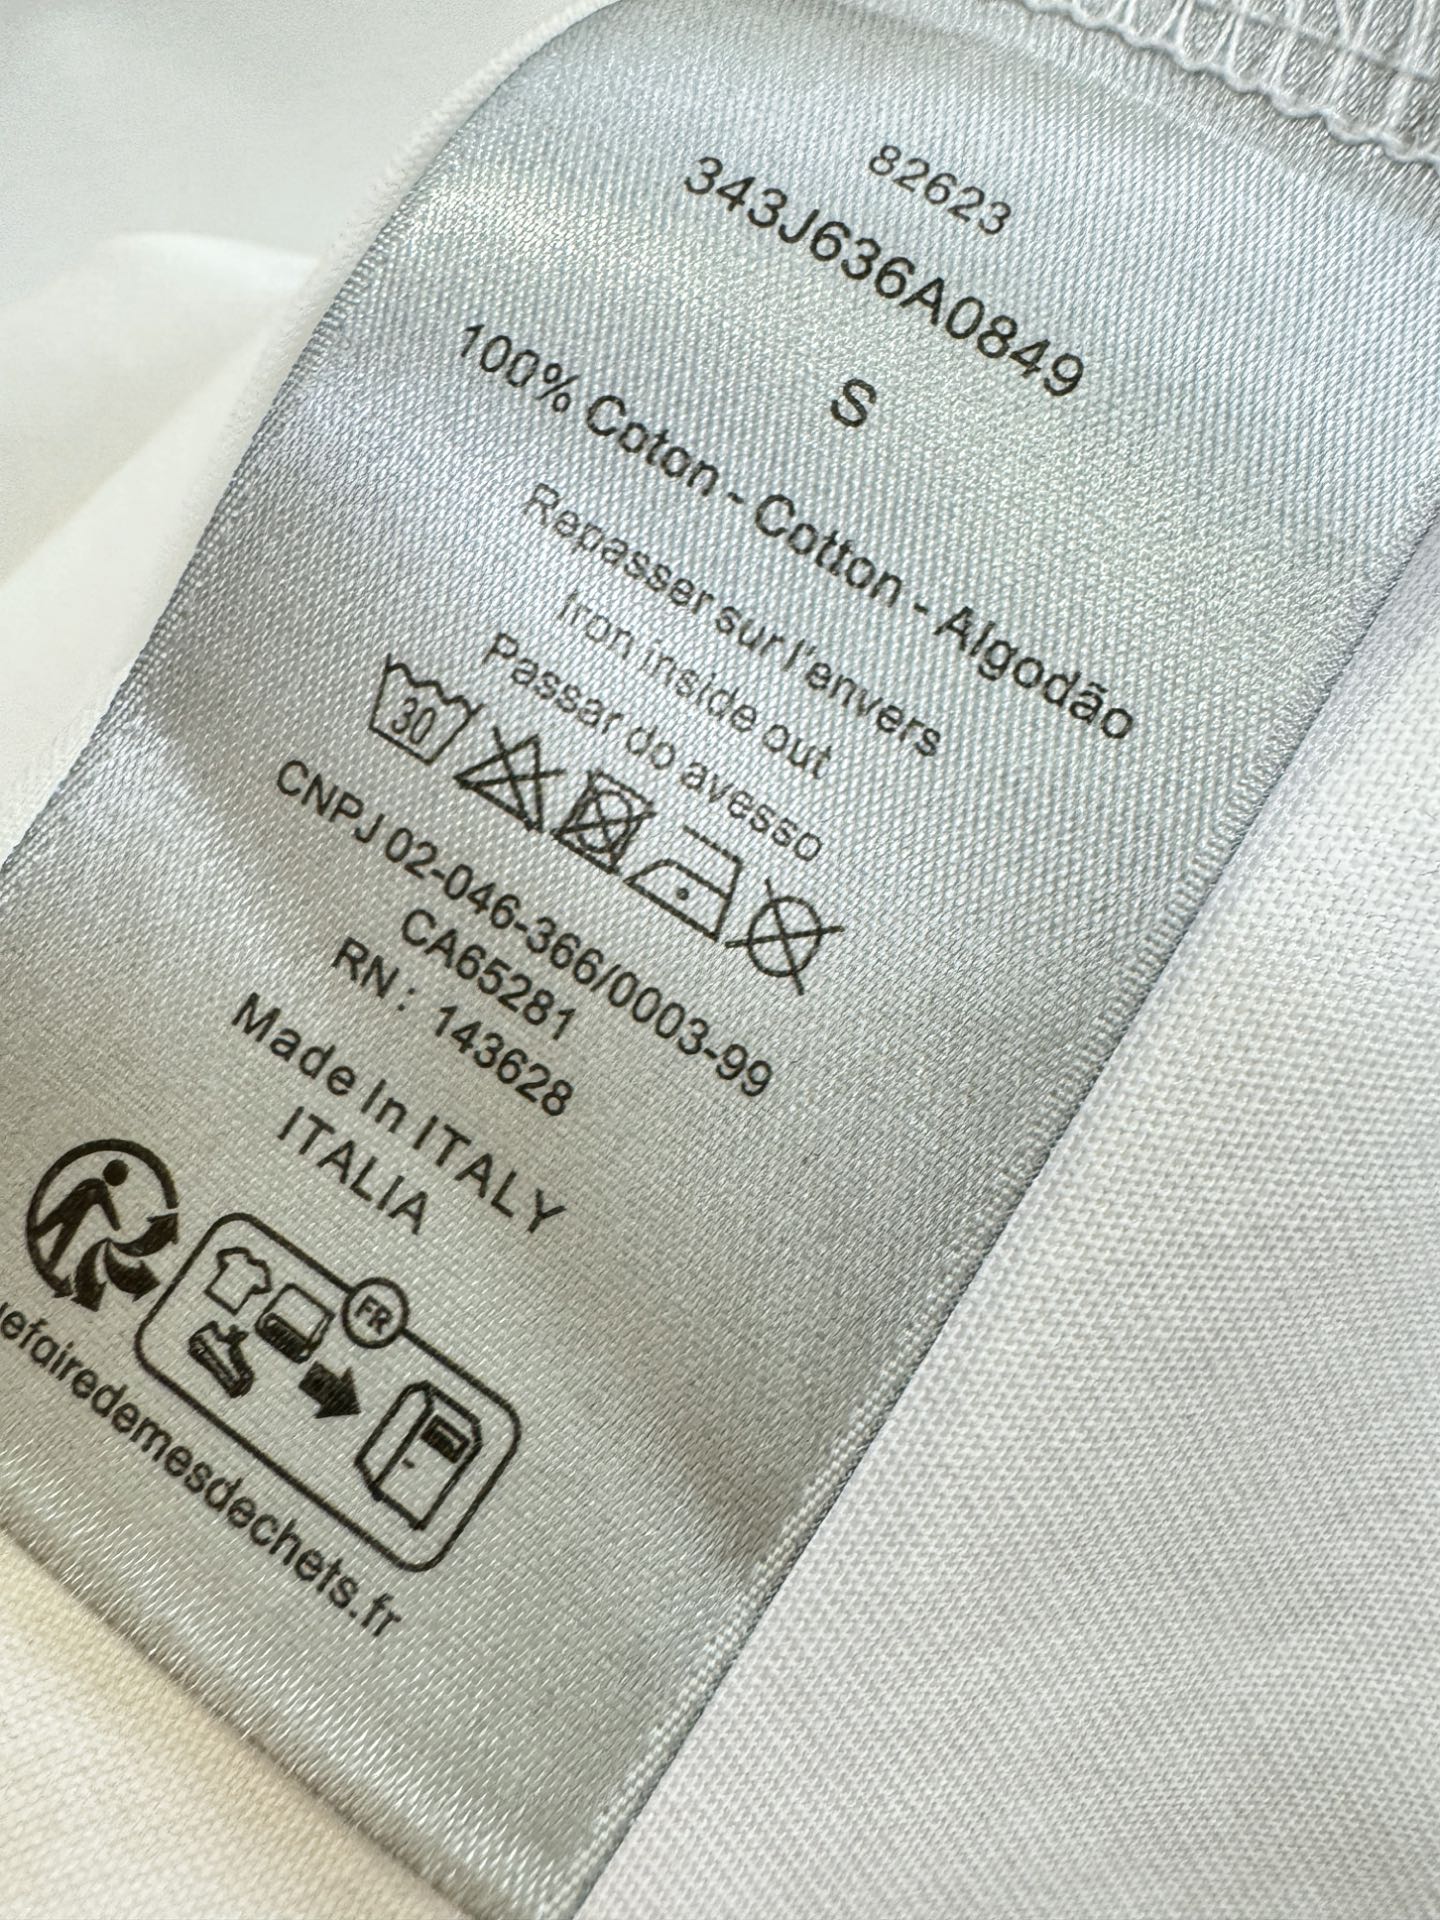 82623
343J636A0849
S
100% Coton - Cotton - Algodão
Repasser sur l'envers
Iron inside out
Passar do avesso
30
CNPJ 02-046-366/0003-99
CA65281
RN : 143628
Made In ITALY
ITALIA
FR
uefairedemesdechets.fr